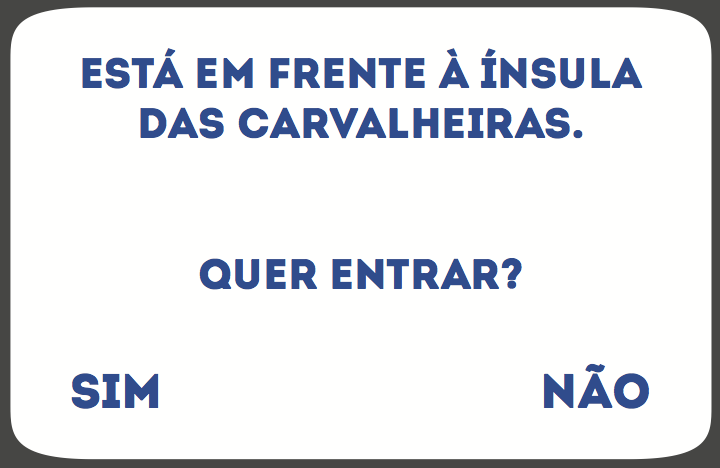 ESTÁ EM FRENTE À ÍNSULA
DAS CARVALHEIRAS.
QUER ENTRAR?
SIM
NÃO